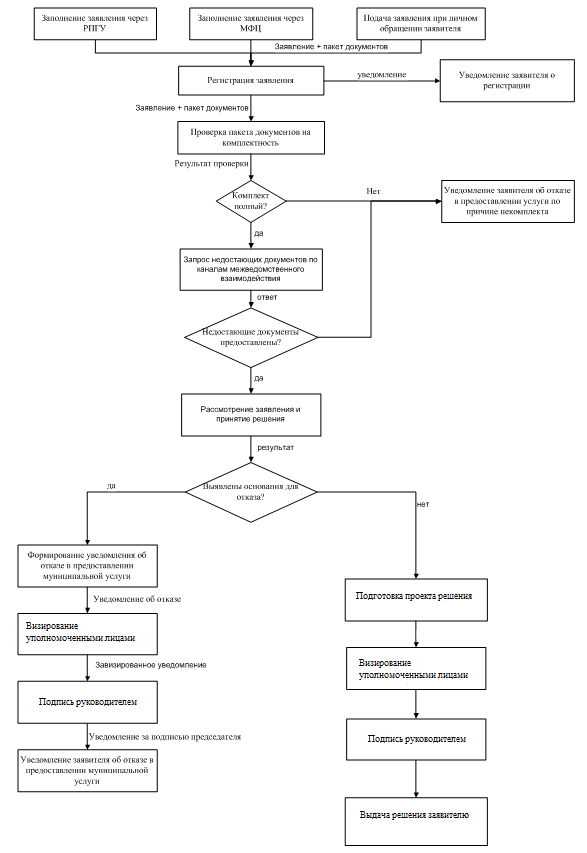 Заполнение заявления через
РПГУ
Заполнение заявления через
МФЦ
Подача заявления при личном
обращении заявителя
Заявление + пакет документов
Регистрация заявления
уведомление
Уведомление заявителя о
регистрации
Заявление + пакет документов
Проверка пакета документов на
комплектность
Результат проверки
Комплект
полный?
Нет
Уведомление заявителя об отказе
в предоставлении услуги по
причине некомплекта
да
Запрос недостающих документов по
каналам межведомственного
взаимодействия
ответ
Недостающие документы
предоставлены?
да
Рассмотрение заявления и
принятие решения
результат
Выявлены основания для
отказа?
да
нет
Формирование уведомления об
отказе в предоставлении
муниципальной услуги
Уведомление об отказе
Визирование
уполномоченными лицами
Завизированное уведомление
Подпись руководителем
Уведомление за подписью председателя
Уведомление заявителя об отказе в
предоставлении муниципальной
услуги
Подготовка проекта решения
Визирование
уполномоченными лицами
Подпись руководителем
Выдача решения заявителю